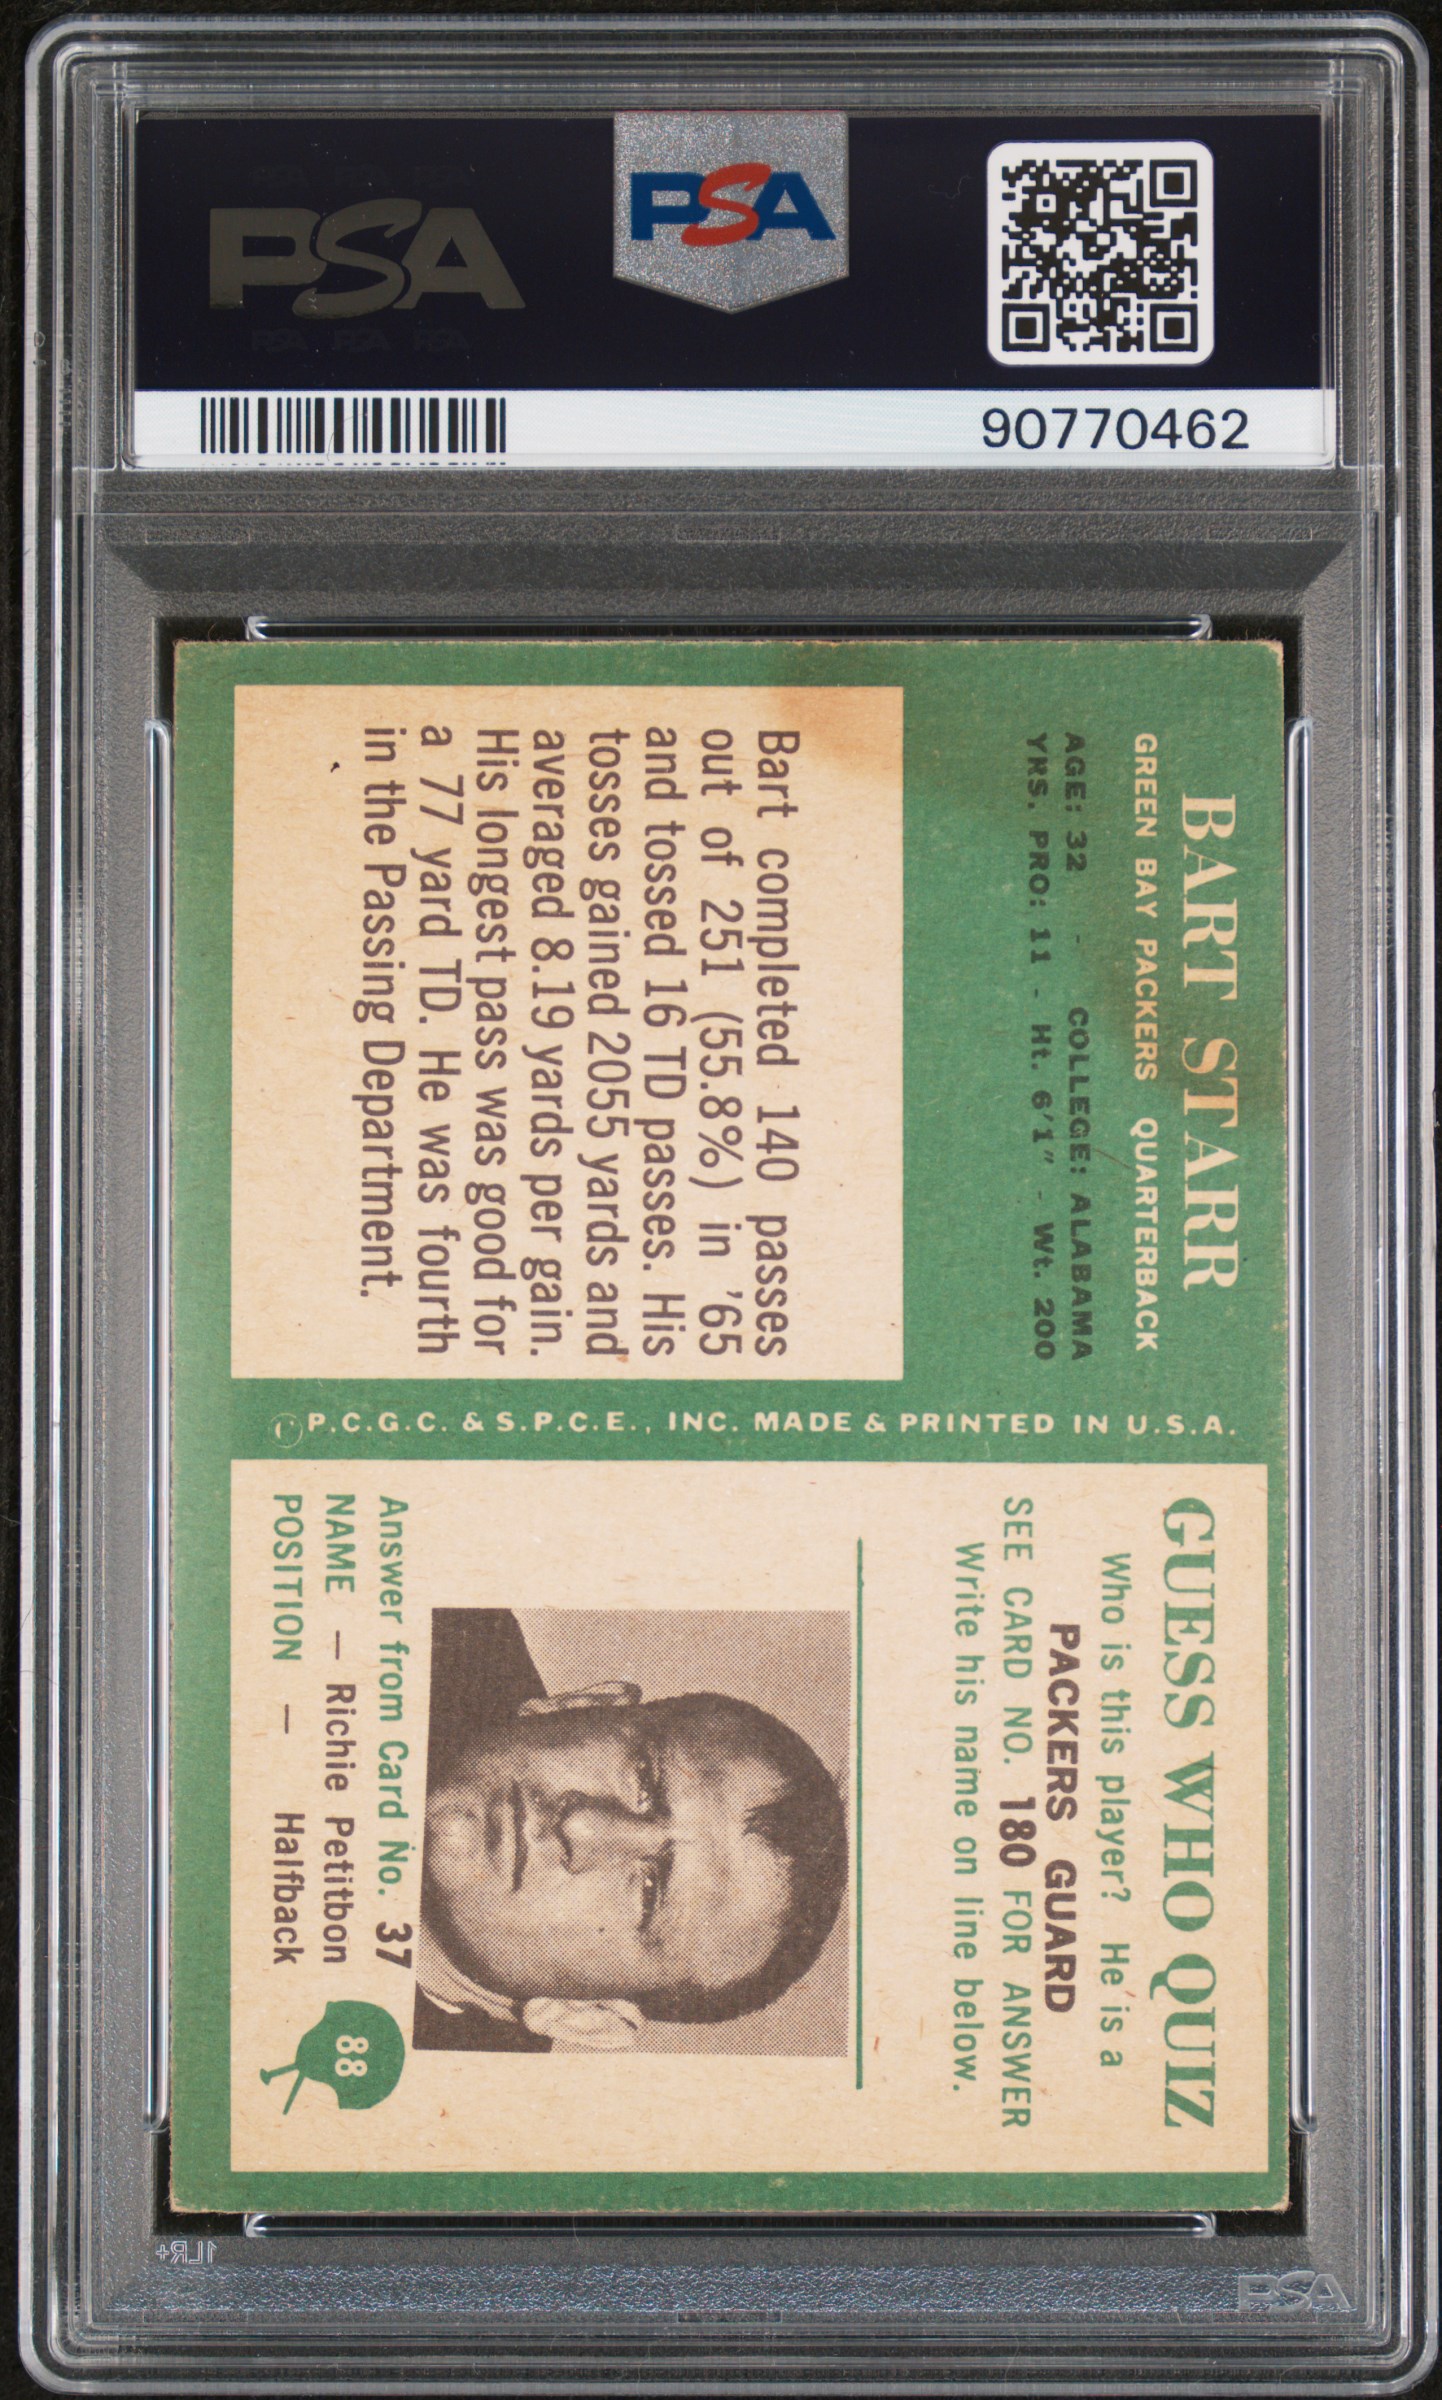 PSA
PSA
PSA PSA PSA
90770462
BART STARR
GREEN BAY PACKERS QUARTERBACK
AGE: 32 - COLLEGE: ALABAMA
YRS. PRO: 11 - Ht. 6'1" - Wt. 200
Bart completed 140 passes
out of 251 (55.8%) in '65
and tossed 16 TD passes. His
tosses gained 2055 yards and
averaged 8.19 yards per gain.
His longest pass was good for
a 77 yard TD. He was fourth
in the Passing Department.
© P.C.G.C. & S.P.C.E., INC. MADE & PRINTED IN U.S.A.
GUESS WHO QUIZ
Who is this player? He is a
PACKERS GUARD
SEE CARD NO. 180 FOR ANSWER
Write his name on line below.
Answer from Card No. 37
NAME — Richie Petitbon
POSITION — Halfback
88
1LR+
PSA